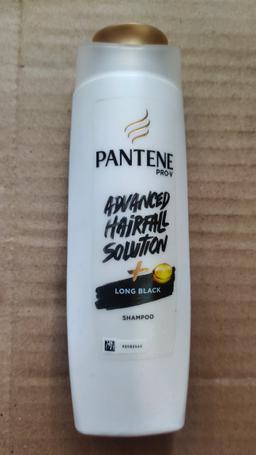 PANTENE
PRO-V
ADVANCED
HAIRFALL
SOLUTION
+
LONG BLACK
SHAMPOO